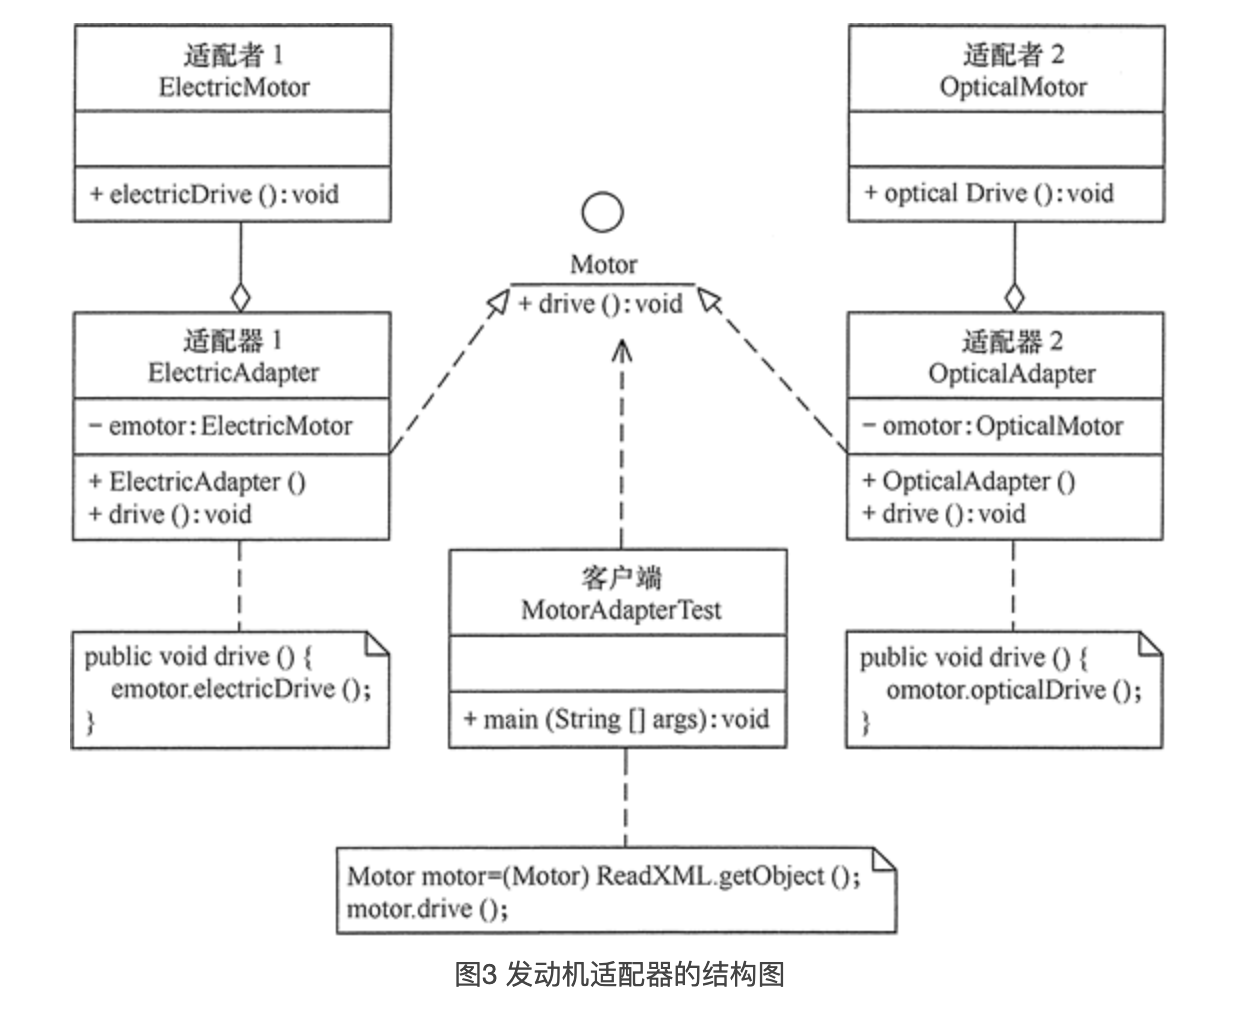 适配者 1
ElectricMotor
+ electricDrive ():void
适配者 2
OpticalMotor
+ optical Drive ():void
Motor
+ drive ():void
适配器 1
ElectricAdapter
− emotor:ElectricMotor
+ ElectricAdapter ()
+ drive ():void
适配器 2
OpticalAdapter
− omotor:OpticalMotor
+ OpticalAdapter ()
+ drive ():void
客户端
MotorAdapterTest
+ main (String [] args):void
public void drive () {
emotor.electricDrive ();
}
public void drive () {
omotor.opticalDrive ();
}
Motor motor=(Motor) ReadXML.getObject ();
motor.drive ();
图3 发动机适配器的结构图